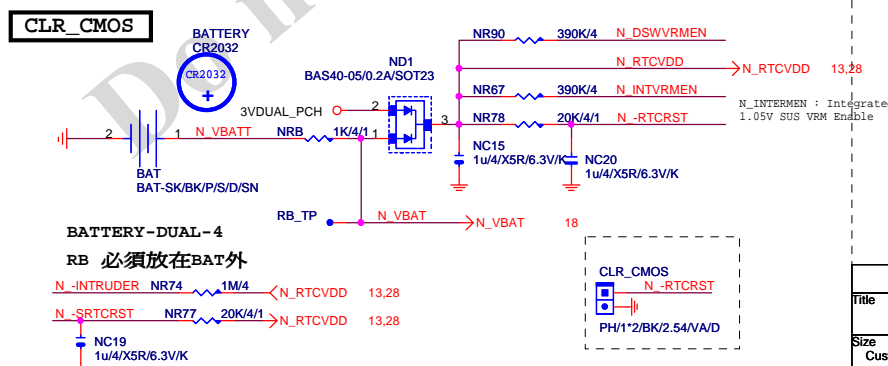 CLR_CMOS
Do n
BATTERY
CR2032
CR2032
+
ND1
BAS40-05/0.2A/SOT23
NR90 390K/4 N_DSWVRMEN
N_RTCVDD N_RTCVDD 13,28
3VDUAL_PCH 2
NR67 390K/4 N_INTVRMEN
N_INTERMEN : Integrate
1.05V SUS VRM Enable
2 1 N_VBATT NRB 1K/4/1 1 3
NR78 20K/4/1 N_-RTCRST
BAT
BAT-SK/BK/P/S/D/SN
NC15
1u/4/X5R/6.3V/K
NC20
1u/4/X5R/6.3V/K
RB_TP N_VBAT N_VBAT 18
BATTERY-DUAL-4
RB 必須放在BAT外
N_-INTRUDER NR74 1M/4 N_RTCVDD 13,28
N_-SRTCRST NR77 20K/4/1 N_RTCVDD 13,28
NC19
1u/4/X5R/6.3V/K
CLR_CMOS
N_-RTCRST
PH/1*2/BK/2.54/VA/D
Title
Size
Cus